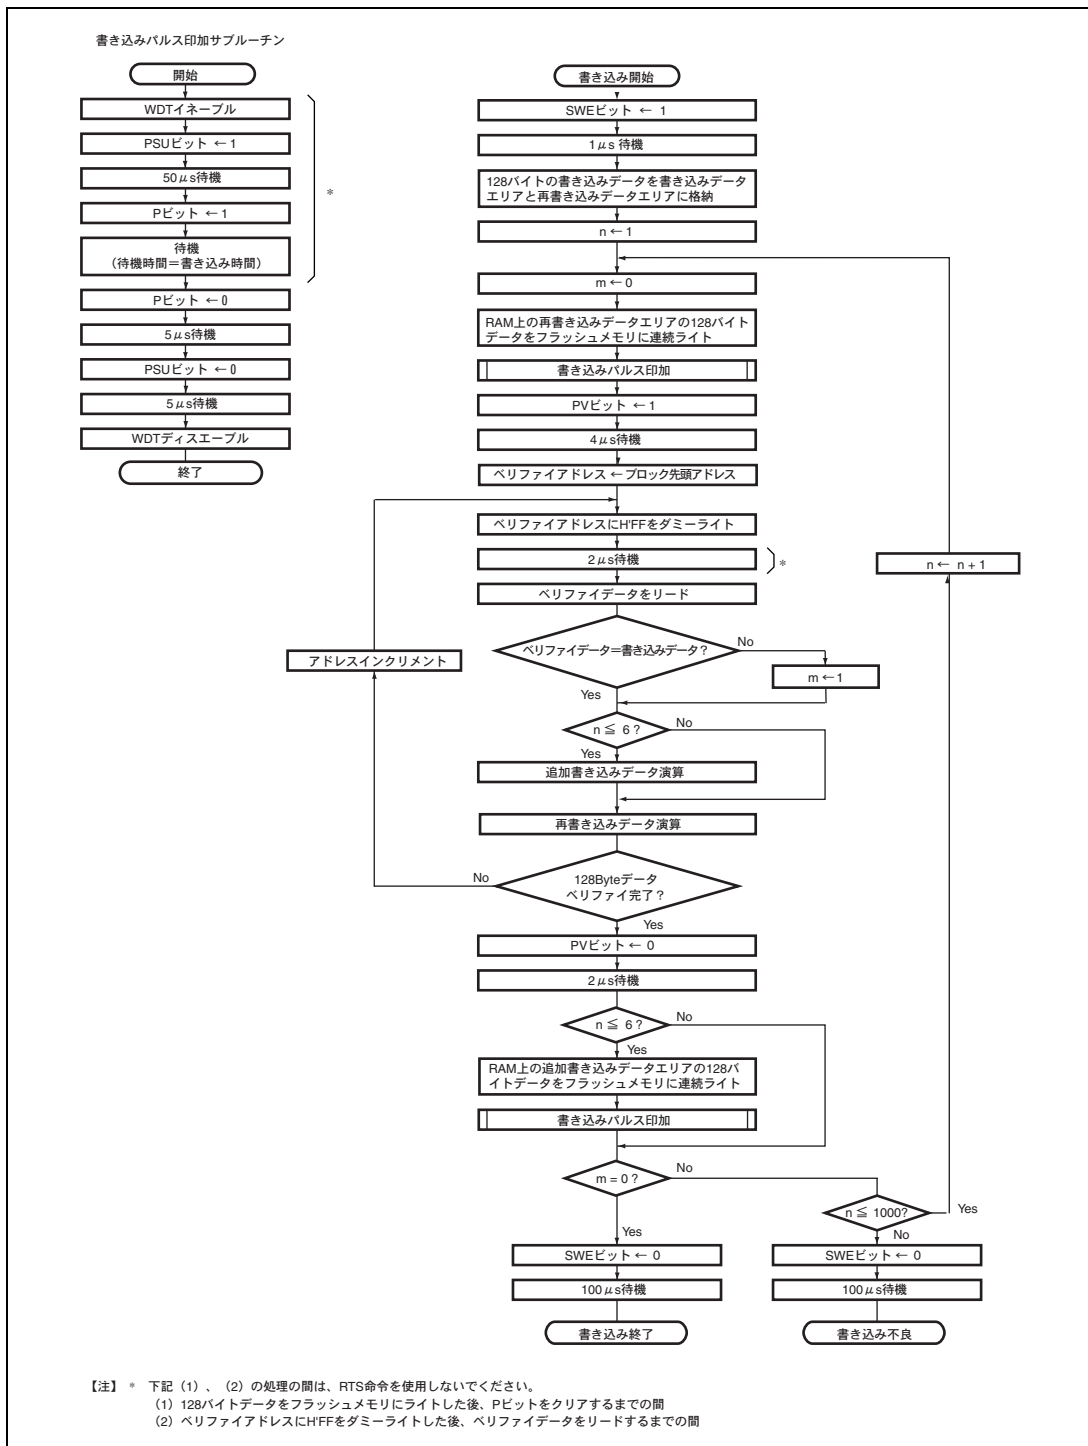 書き込みパルス印加サブルーチン
開始
WDTイネーブル
PSUビット ← 1
50μs待機
Pビット ← 1
待機
（待機時間＝書き込み時間）
*
Pビット ← 0
5μs待機
PSUビット ← 0
5μs待機
WDTディスエーブル
終了
書き込み開始
SWEビット ← 1
1μs 待機
128バイトの書き込みデータを書き込みデータ
エリアと再書き込みデータエリアに格納
n ← 1
m ← 0
RAM上の再書き込みデータエリアの128バイト
データをフラッシュメモリに連続ライト
書き込みパルス印加
PVビット ← 1
4μs待機
ベリファイアドレス ← ブロック先頭アドレス
ベリファイアドレスにH'FFをダミーライト
2μs待機
*
n ← n + 1
ベリファイデータをリード
ベリファイデータ＝書き込みデータ？
No
アドレスインクリメント
m ← 1
Yes
n ≦ 6？
No
Yes
追加書き込みデータ演算
再書き込みデータ演算
128Byteデータ
ベリファイ完了？
No
Yes
PVビット ← 0
2μs待機
n ≦ 6？
No
Yes
RAM上の追加書き込みデータエリアの128バ
イトデータをフラッシュメモリに連続ライト
書き込みパルス印加
m = 0？
No
n ≦ 1000?
Yes
Yes
No
SWEビット ← 0
SWEビット ← 0
100μs待機
100μs待機
書き込み終了
書き込み不良
【注】 * 下記（1）、（2）の処理の間は、RTS命令を使用しないでください。
（1）128バイトデータをフラッシュメモリにライトした後、Pビットをクリアするまでの間
（2）ベリファイアドレスにH'FFをダミーライトした後、ベリファイデータをリードするまでの間